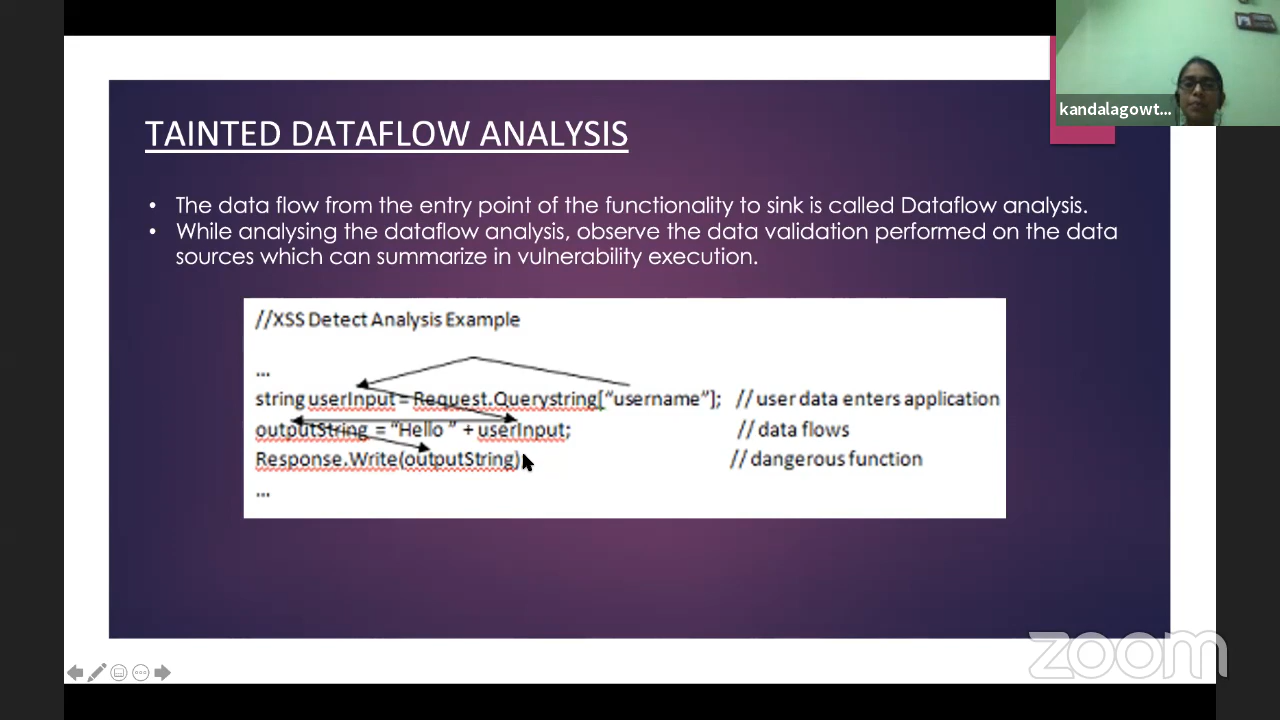 kandalagowt...
TAINTED DATAFLOW ANALYSIS
• The data flow from the entry point of the functionality to sink is called Dataflow analysis.
• While analysing the dataflow analysis, observe the data validation performed on the data
sources which can summarize in vulnerability execution.
//XSS Detect Analysis Example
...
string userInput = Request.Querystring["username"]; // user data enters application
outputString = "Hello " + userInput; // data flows
Response.Write(outputString) // dangerous function
...
zoom